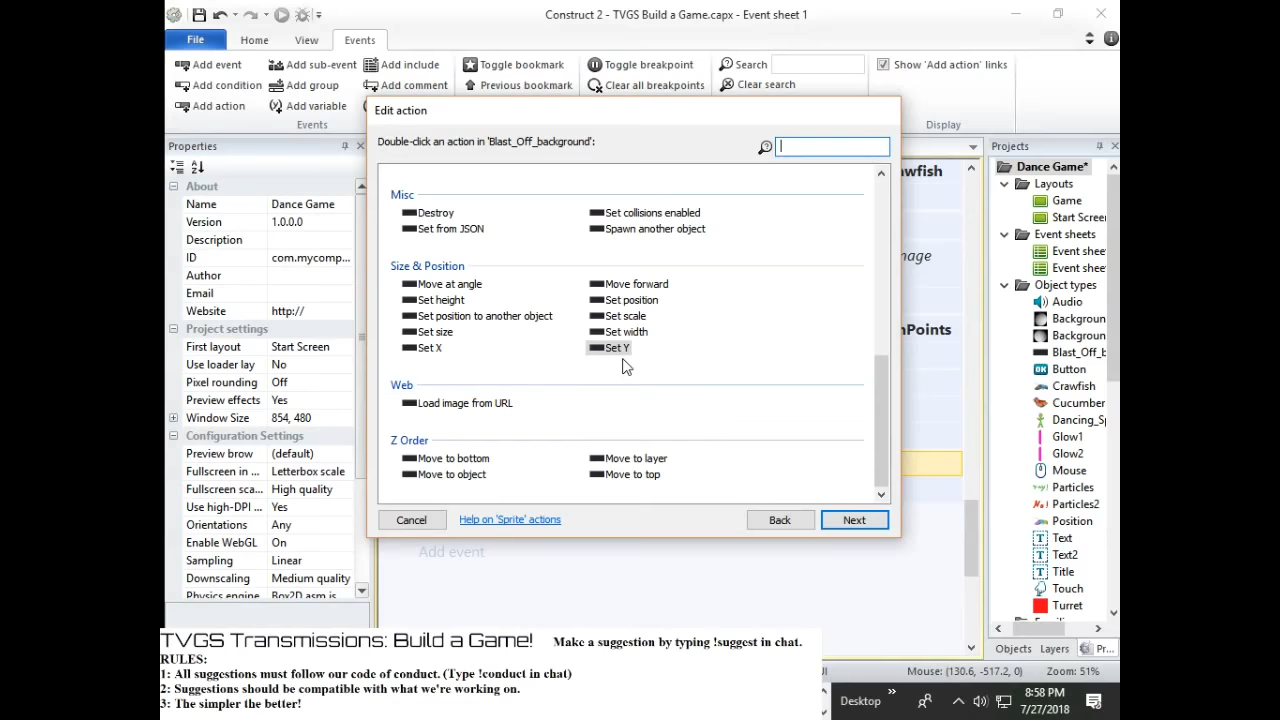 Construct 2 - TVGS Build a Game.capx - Event sheet 1
File Home View Events
Add event Add sub-event Add include Toggle bookmark Toggle breakpoint Search Show 'Add action' links
Add condition Add group Add comment Previous bookmark Clear all breakpoints Clear search
Add action Add variable
Events Display
Edit action
Double-click an action in 'Blast_Off_background':
Misc
Destroy Set collisions enabled
Set from JSON Spawn another object
Size & Position
Move at angle Move forward
Set height Set position
Set position to another object Set scale
Set size Set width
Set X Set Y
Web
Load image from URL
Z Order
Move to bottom Move to layer
Move to object Move to top
Cancel Help on 'Sprite' actions Back Next
Add event
Properties
About
Name Dance Game
Version 1.0.0.0
Description
ID com.mycomp...
Author
Email
Website http://
Project settings
First layout Start Screen
Use loader lay No
Pixel rounding Off
Preview effects Yes
Window Size 854, 480
Configuration Settings
Preview brow (default)
Fullscreen in Letterbox scale
Fullscreen sca... High quality
Use high-DPI ... Yes
Orientations Any
Enable WebGL On
Sampling Linear
Downscaling Medium quality
Physics engine Box2D asm is
awfish
nage
nPoints
Projects
Dance Game*
Layouts
Game
Start Screen
Event sheets
Event sheet
Event sheet
Object types
Audio
Backgroun
Backgroun
Blast_Off_b
Button
Crawfish
Cucumber
Dancing_Sp
Glow1
Glow2
Mouse
Particles
Particles2
Position
Text
Text2
Title
Touch
Turret
Objects Layers Pr...
Mouse: (130.6, -517.2, 0) Zoom: 51%
TVGS Transmissions: Build a Game! Make a suggestion by typing !suggest in chat.
RULES:
1: All suggestions must follow our code of conduct. (Type !conduct in chat)
2: Suggestions should be compatible with what we're working on.
3: The simpler the better!
Desktop
8:58 PM
7/27/2018